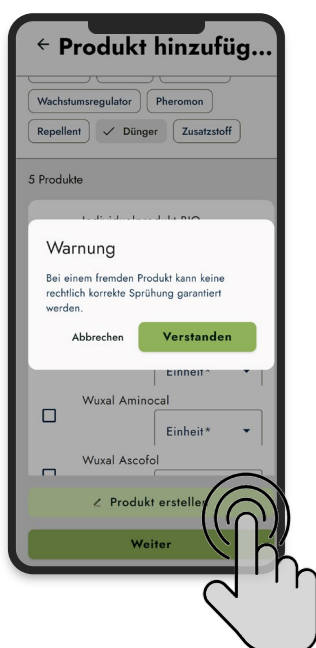 ← Produkt hinzufüg...
Wachstumsregulator Pheromon
Repellent ✓ Dünger Zusatzstoff
5 Produkte
Warnung
Bei einem fremden Produkt kann keine
rechtlich korrekte Sprühung garantiert
werden.
Abbrechen Verstanden
Einheit*
Wuxal Aminocal
Einheit*
Wuxal Ascofol
Produkt erstellen
Weiter